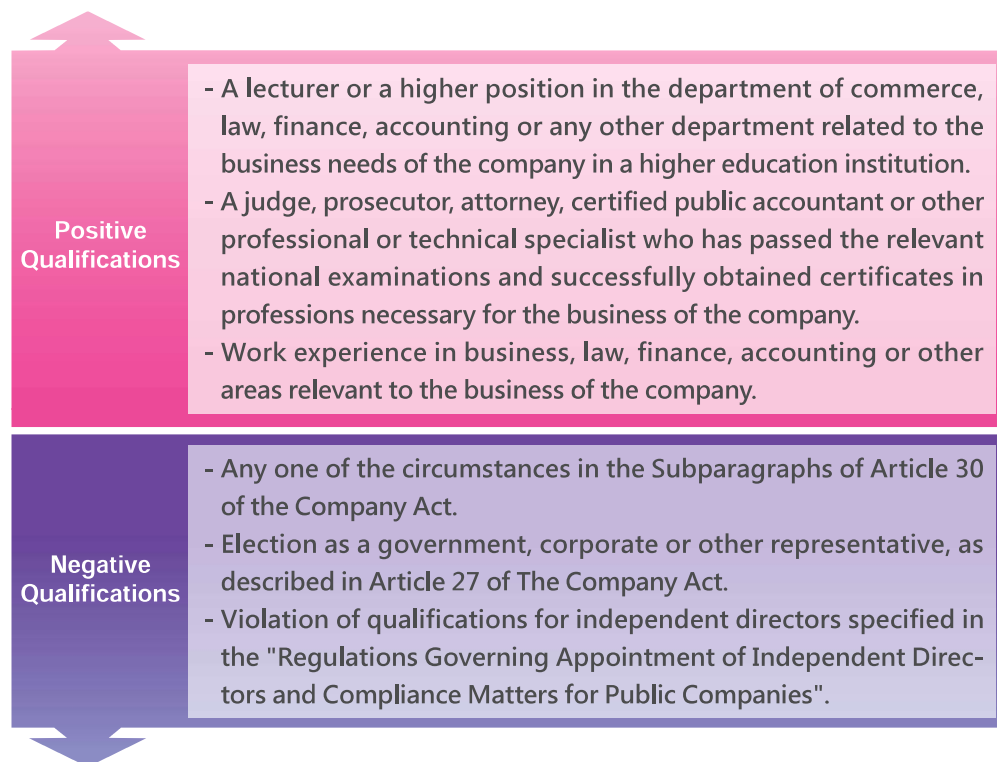 Positive
Qualifications
- A lecturer or a higher position in the department of commerce,
law, finance, accounting or any other department related to the
business needs of the company in a higher education institution.
- A judge, prosecutor, attorney, certified public accountant or other
professional or technical specialist who has passed the relevant
national examinations and successfully obtained certificates in
professions necessary for the business of the company.
- Work experience in business, law, finance, accounting or other
areas relevant to the business of the company.
Negative
Qualifications
- Any one of the circumstances in the Subparagraphs of Article 30
of the Company Act.
- Election as a government, corporate or other representative, as
described in Article 27 of The Company Act.
- Violation of qualifications for independent directors specified in
the "Regulations Governing Appointment of Independent Direc-
tors and Compliance Matters for Public Companies".